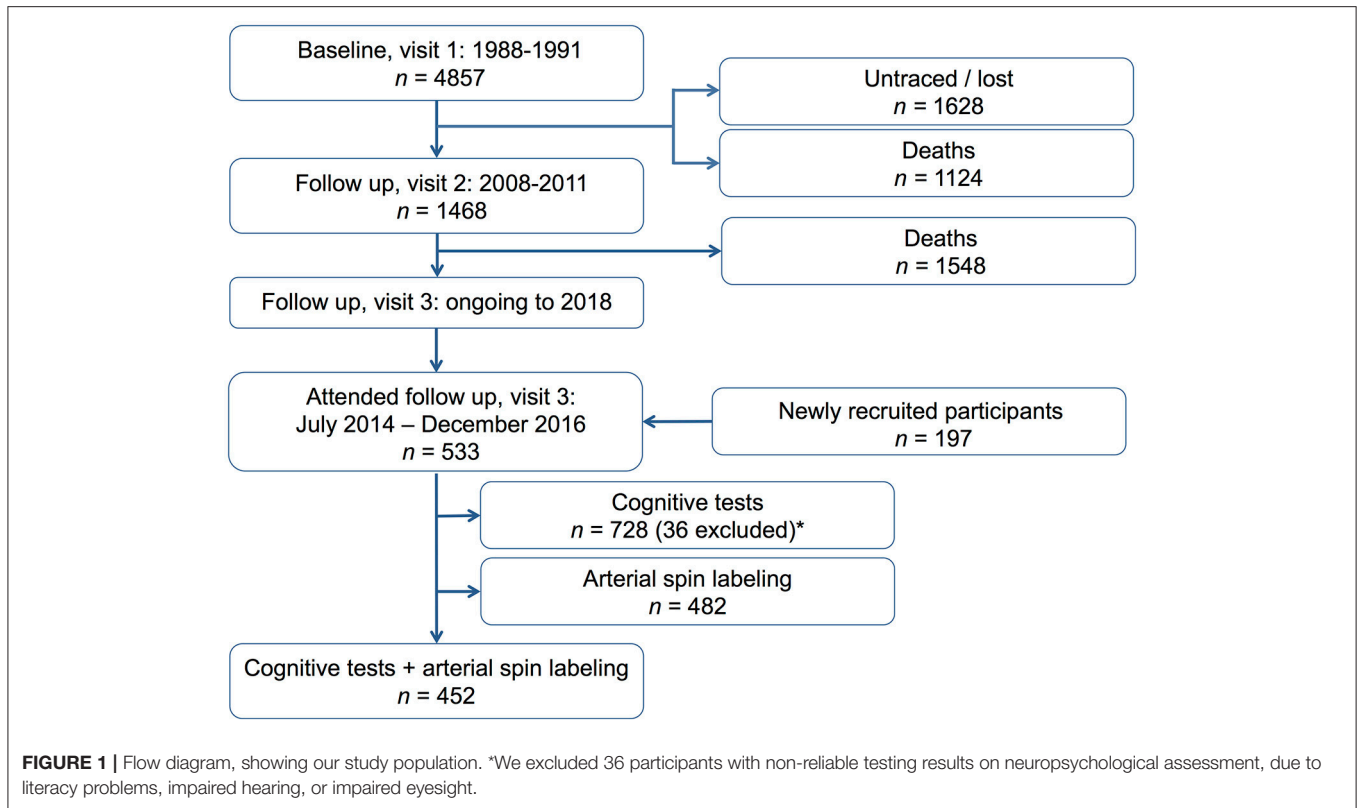 Baseline, visit 1: 1988-1991
n = 4857
Untraced / lost
n = 1628
Deaths
n = 1124
Follow up, visit 2: 2008-2011
n = 1468
Deaths
n = 1548
Follow up, visit 3: ongoing to 2018
Attended follow up, visit 3:
July 2014 – December 2016
n = 533
Newly recruited participants
n = 197
Cognitive tests
n = 728 (36 excluded)*
Arterial spin labeling
n = 482
Cognitive tests + arterial spin labeling
n = 452
FIGURE 1 | Flow diagram, showing our study population. *We excluded 36 participants with non-reliable testing results on neuropsychological assessment, due to
literacy problems, impaired hearing, or impaired eyesight.